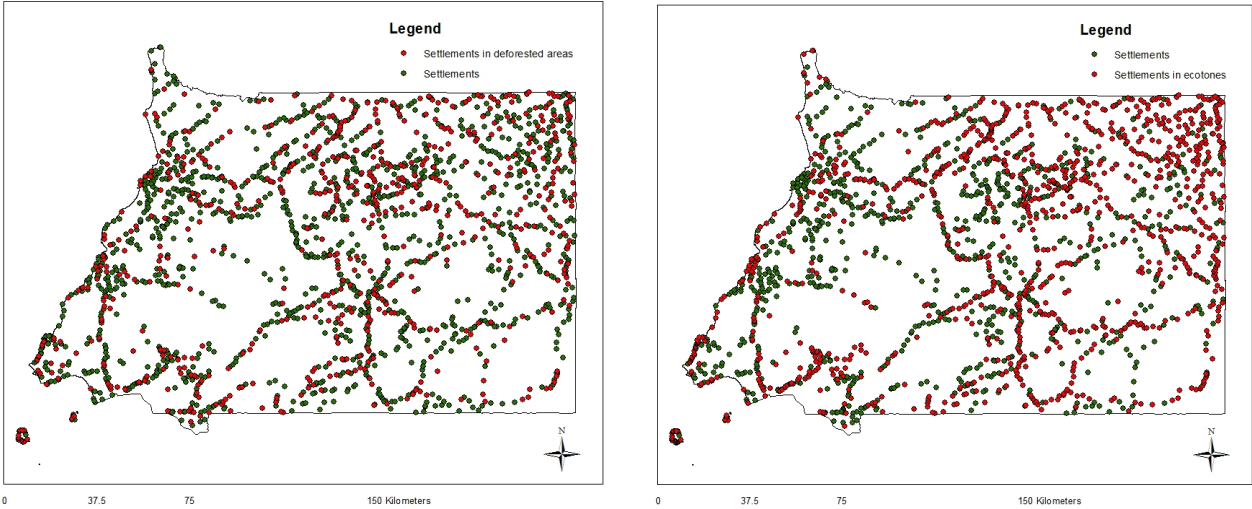 Legend
Settlements in deforested areas
Settlements
N
0 37.5 75 150 Kilometers
Legend
Settlements
Settlements in ecotones
N
0 37.5 75 150 Kilometers